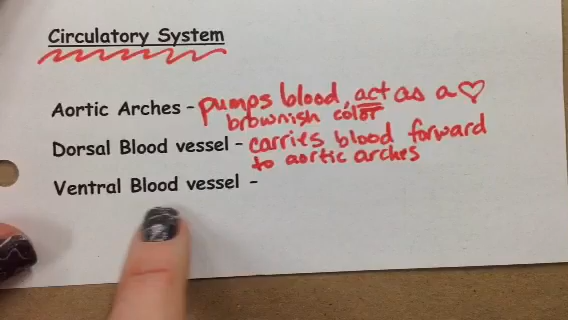 Circulatory System
Aortic Arches - pumps blood, act as a ♡
brownish color
Dorsal Blood vessel - carries blood forward
to aortic arches
Ventral Blood vessel -